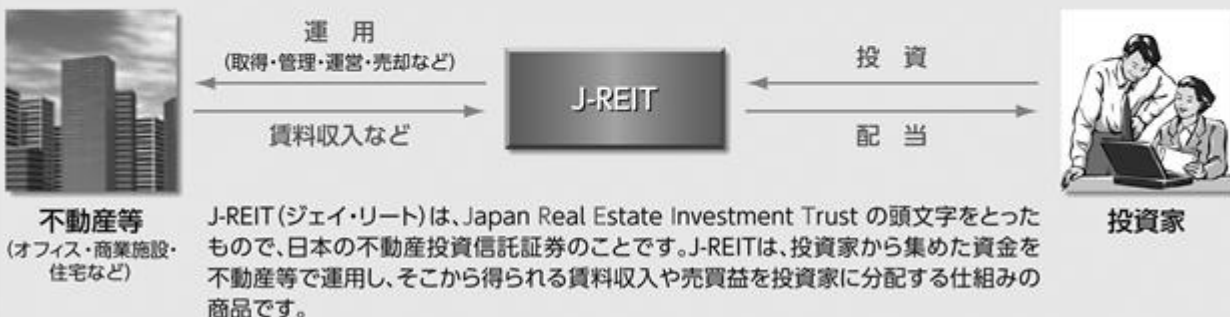 運 用
(取得・管理・運営・売却など)
賃料収入など
J-REIT
投 資
配 当
不動産等
(オフィス・商業施設・
住宅など)
J-REIT(ジェイ・リート)は、Japan Real Estate Investment Trust の頭文字をとった
もので、日本の不動産投資信託証券のことです。J-REITは、投資家から集めた資金を
不動産等で運用し、そこから得られる賃料収入や売買益を投資家に分配する仕組みの
商品です。
投資家